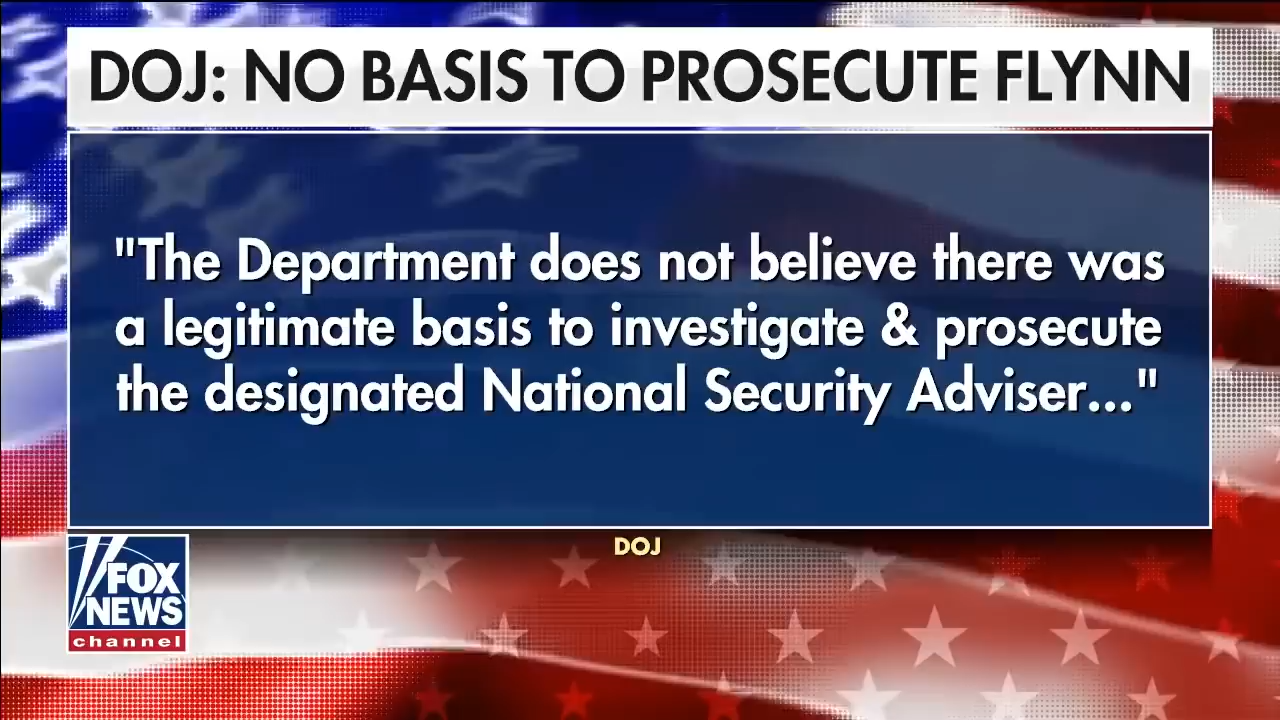 DOJ: NO BASIS TO PROSECUTE FLYNN
"The Department does not believe there was
a legitimate basis to investigate & prosecute
the designated National Security Adviser..."
DOJ
FOX
NEWS
channel